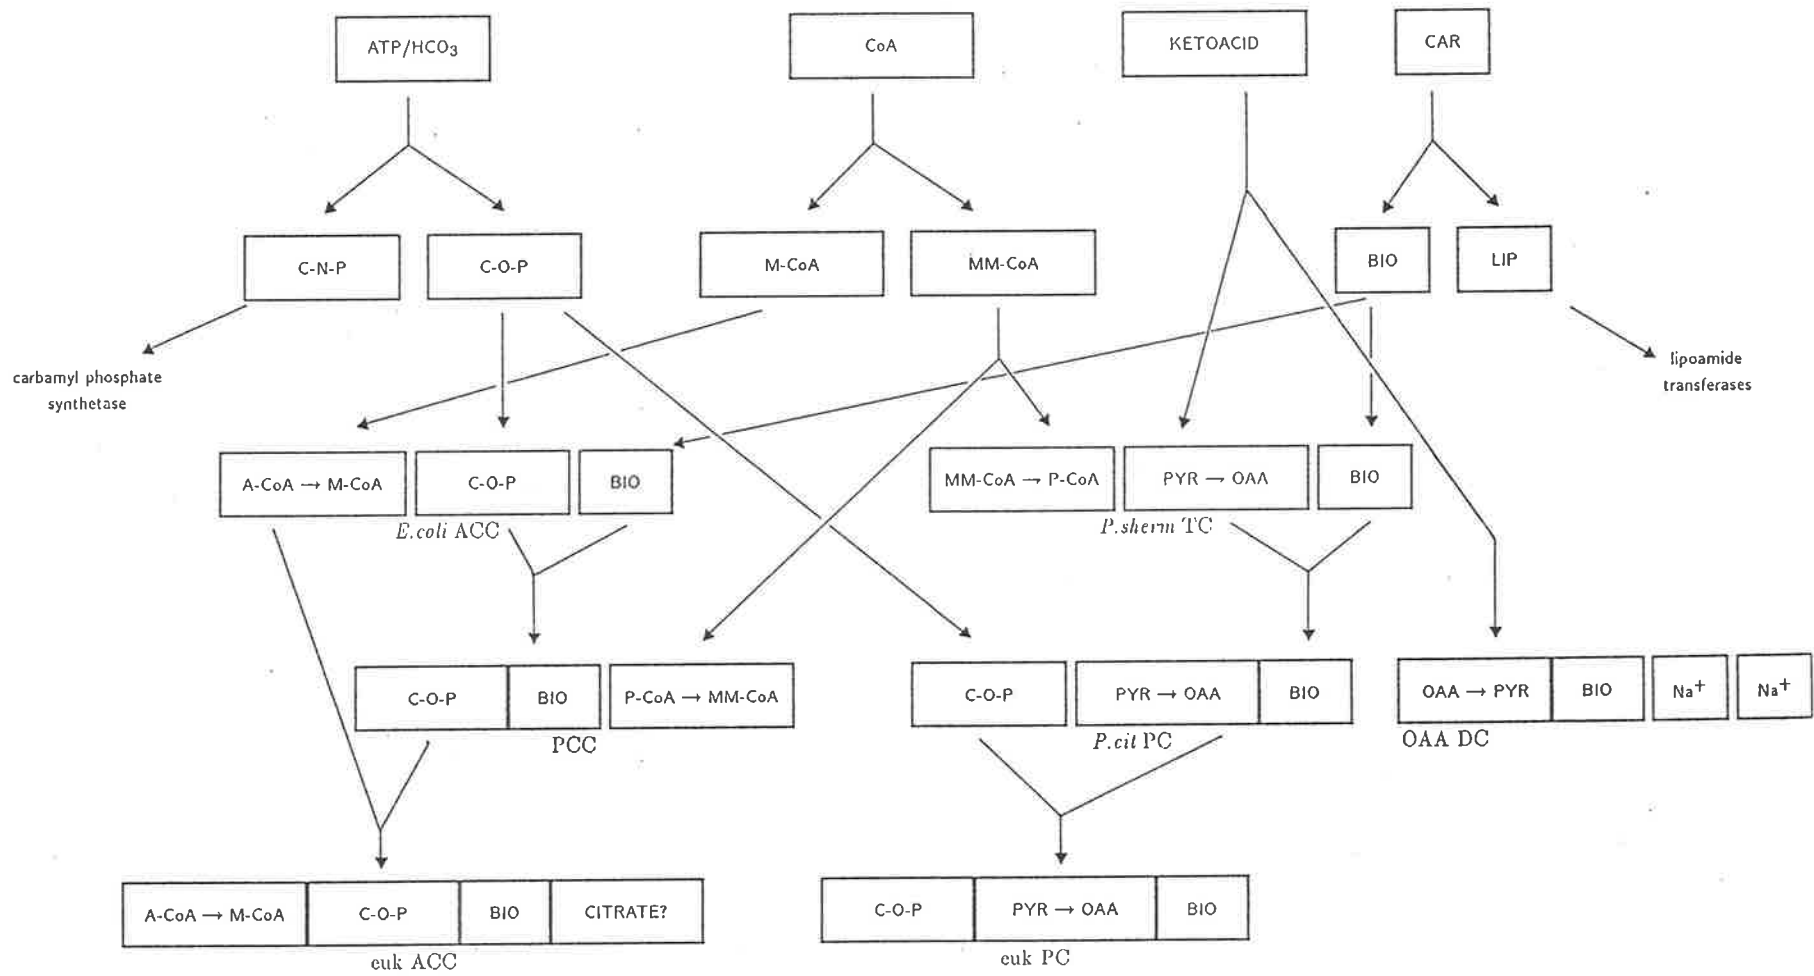 ATP/HCO3
CoA
KETOACID
CAR
C-N-P
C-O-P
M-CoA
MM-CoA
BIO
LIP
carbamyl phosphate
synthetase
lipoamide
transferases
A-CoA → M-CoA
C-O-P
BIO
MM-CoA → P-CoA
PYR → OAA
BIO
E.coli ACC
P.sherm TC
C-O-P
BIO
P-CoA → MM-CoA
C-O-P
PYR → OAA
BIO
OAA → PYR
BIO
Na+
Na+
PCC
P.cit PC
OAA DC
A-CoA → M-CoA
C-O-P
BIO
CITRATE?
C-O-P
PYR → OAA
BIO
euk ACC
euk PC